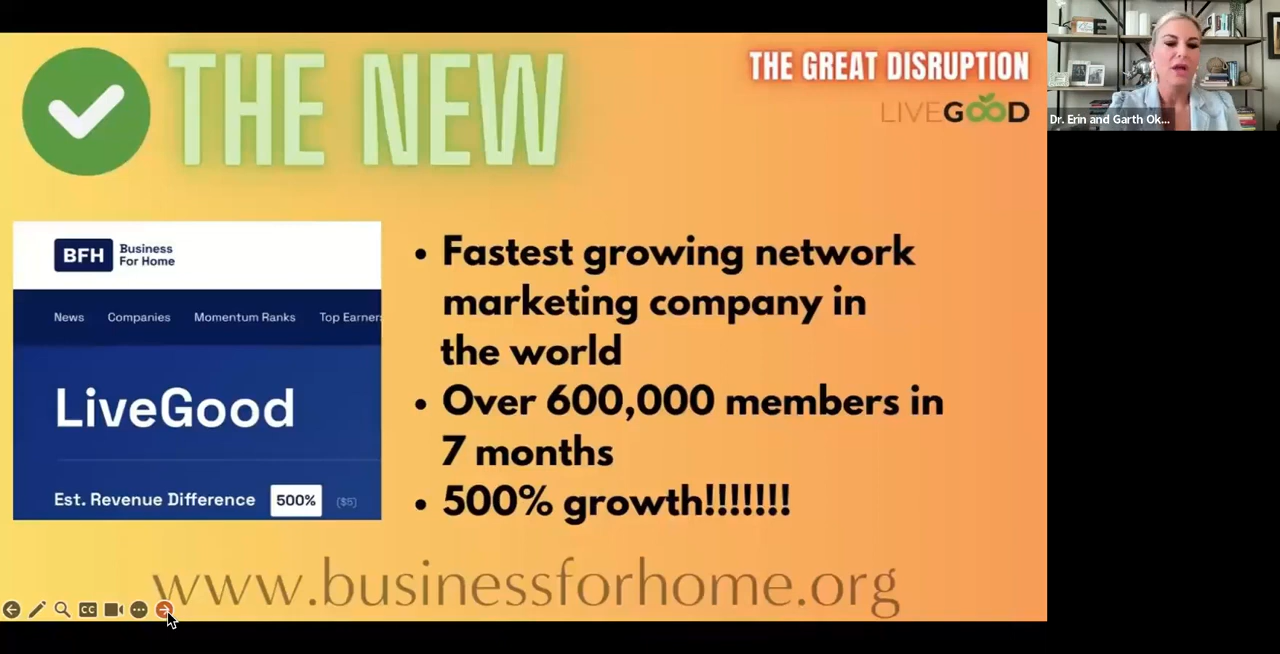 THE NEW
THE GREAT DISRUPTION
LIVEGOOD
Dr. Erin and Garth Ok...
BFH Business
For Home
News Companies Momentum Ranks Top Earners
LiveGood
Est. Revenue Difference 500% ($5)
• Fastest growing network
marketing company in
the world
• Over 600,000 members in
7 months
• 500% growth!!!!!!!
www.businessforhome.org
CC